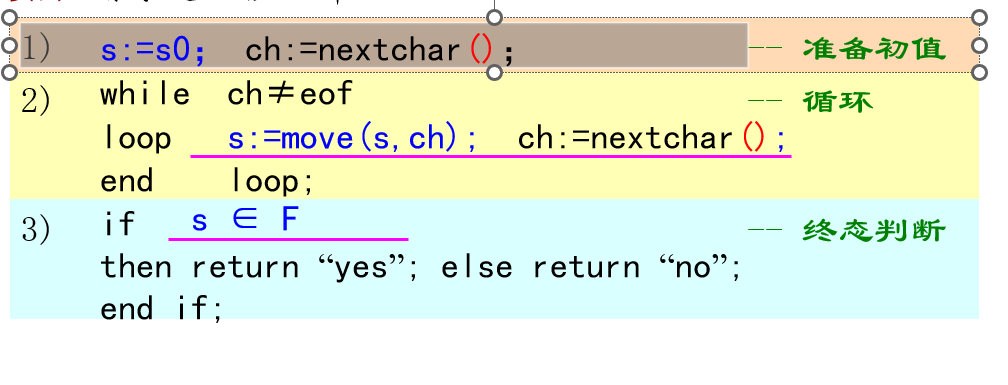 1) s:=s0; ch:=nextchar(); -- 准备初值
2) while ch≠eof -- 循环
loop s:=move(s,ch); ch:=nextchar();
end loop;
3) if s ∈ F -- 终态判断
then return “yes”; else return “no”;
end if;